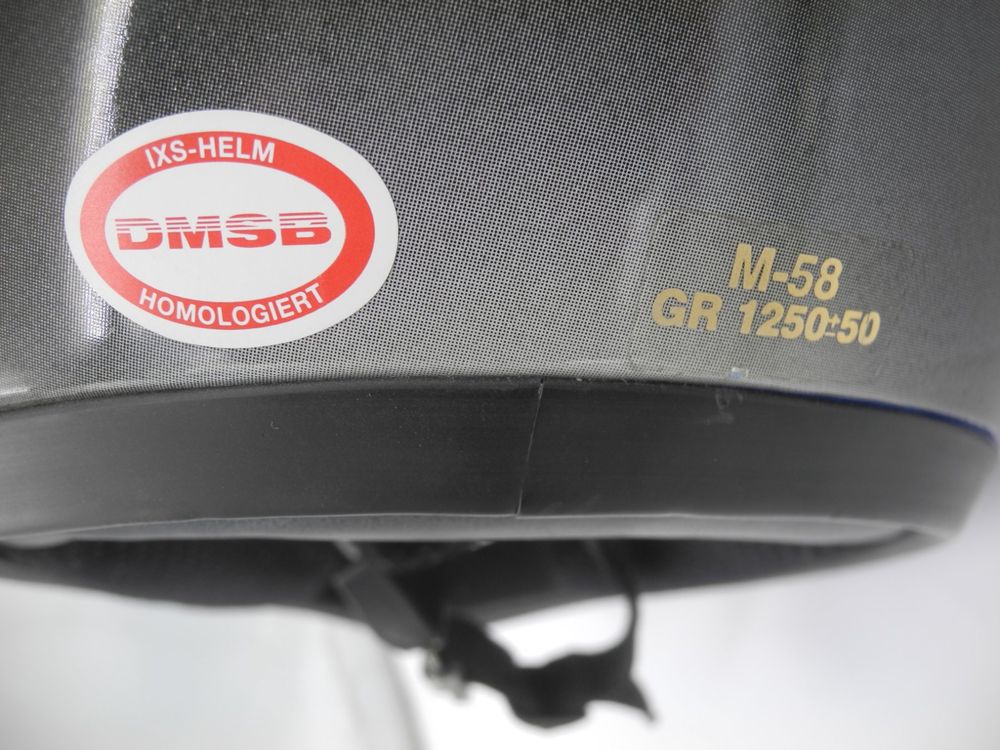 IXS-HELM
DMSB
HOMOLOGIERT
M-58
GR 1250±50